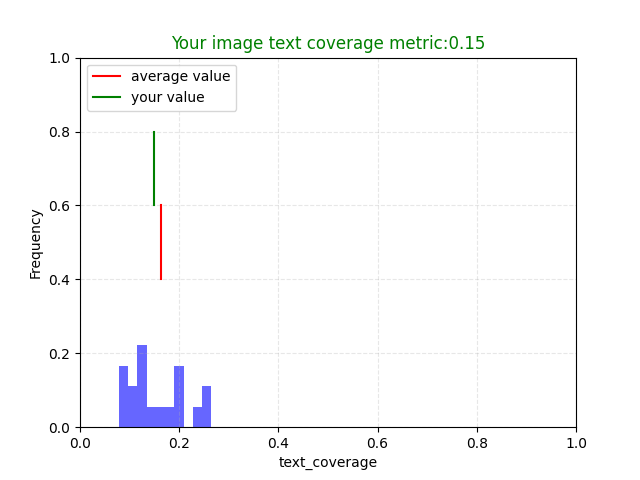 Your image text coverage metric:0.15
average value
your value
1.0
0.8
0.6
0.4
0.2
0.0
Frequency
0.0 0.2 0.4 0.6 0.8 1.0
text_coverage